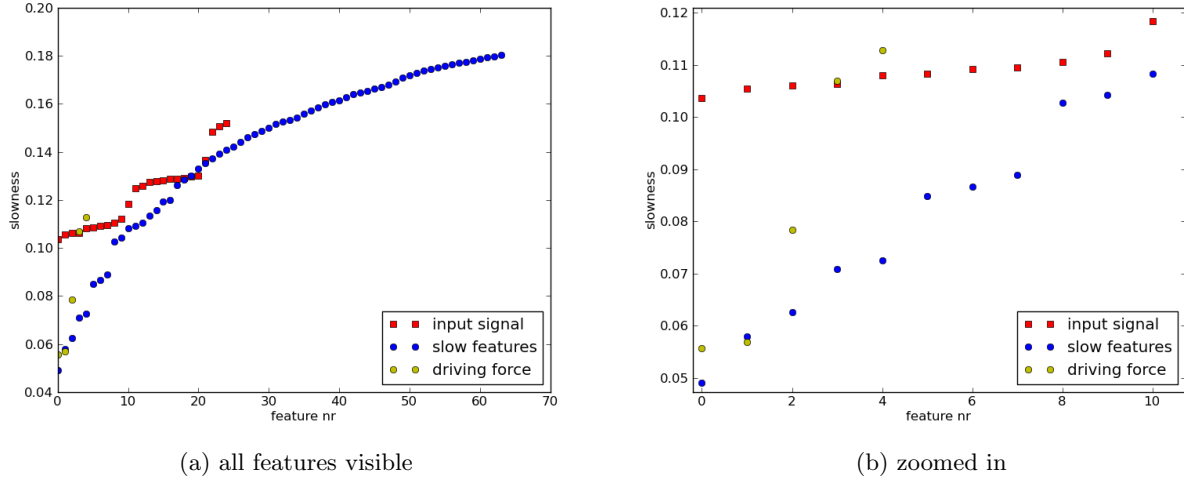 0.20
0.18
0.16
0.14
0.12
0.10
0.08
0.06
0.04
slowness
0 10 20 30 40 50 60 70
feature nr
input signal
slow features
driving force
(a) all features visible
0.12
0.11
0.10
0.09
0.08
0.07
0.06
0.05
slowness
0 2 4 6 8 10
feature nr
input signal
slow features
driving force
(b) zoomed in